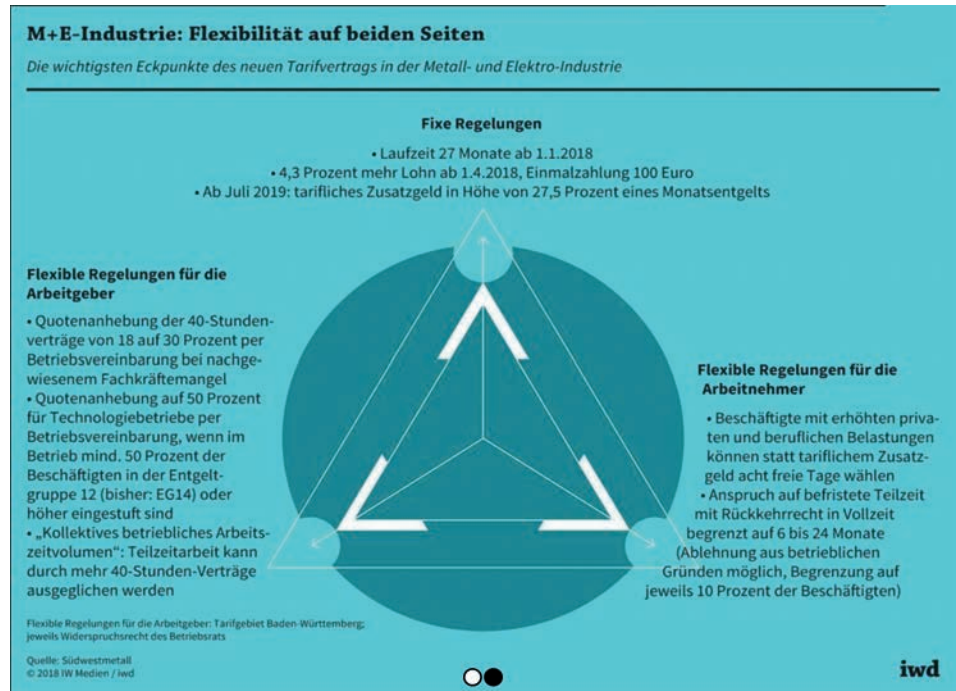 M+E-Industrie: Flexibilität auf beiden Seiten
Die wichtigsten Eckpunkte des neuen Tarifvertrags in der Metall- und Elektro-Industrie
Fixe Regelungen
• Laufzeit 27 Monate ab 1.1.2018
• 4,3 Prozent mehr Lohn ab 1.4.2018, Einmalzahlung 100 Euro
• Ab Juli 2019: tarifliches Zusatzgeld in Höhe von 27,5 Prozent eines Monatsentgelts
Flexible Regelungen für die
Arbeitgeber
• Quotenanhebung der 40-Stunden-
verträge von 18 auf 30 Prozent per
Betriebsvereinbarung bei nachge-
wiesenem Fachkräftemangel
• Quotenanhebung auf 50 Prozent
für Technologiebetriebe per
Betriebsvereinbarung, wenn im
Betrieb mind. 50 Prozent der
Beschäftigten in der Entgelt-
gruppe 12 (bisher: EG14) oder
höher eingestuft sind
• „Kollektives betriebliches Arbeits-
zeitvolumen“: Teilzeitarbeit kann
durch mehr 40-Stunden-Verträge
ausgeglichen werden
Flexible Regelungen für die
Arbeitnehmer
• Beschäftigte mit erhöhten priva-
ten und beruflichen Belastungen
können statt tariflichem Zusatz-
geld acht freie Tage wählen
• Anspruch auf befristete Teilzeit
mit Rückkehrrecht in Vollzeit
begrenzt auf 6 bis 24 Monate
(Ablehnung aus betrieblichen
Gründen möglich, Begrenzung auf
jeweils 10 Prozent der Beschäftigten)
Flexible Regelungen für die Arbeitgeber: Tarifgebiet Baden-Württemberg;
jeweils Widerspruchsrecht des Betriebsrats
Quelle: Südwestmetall
© 2018 IW Medien / iwd
iwd